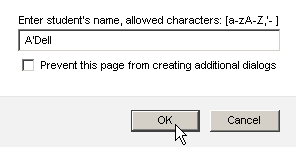 Enter student's name, allowed characters: [a-zA-Z,'- ]
A'Dell
Prevent this page from creating additional dialogs
OK
Cancel